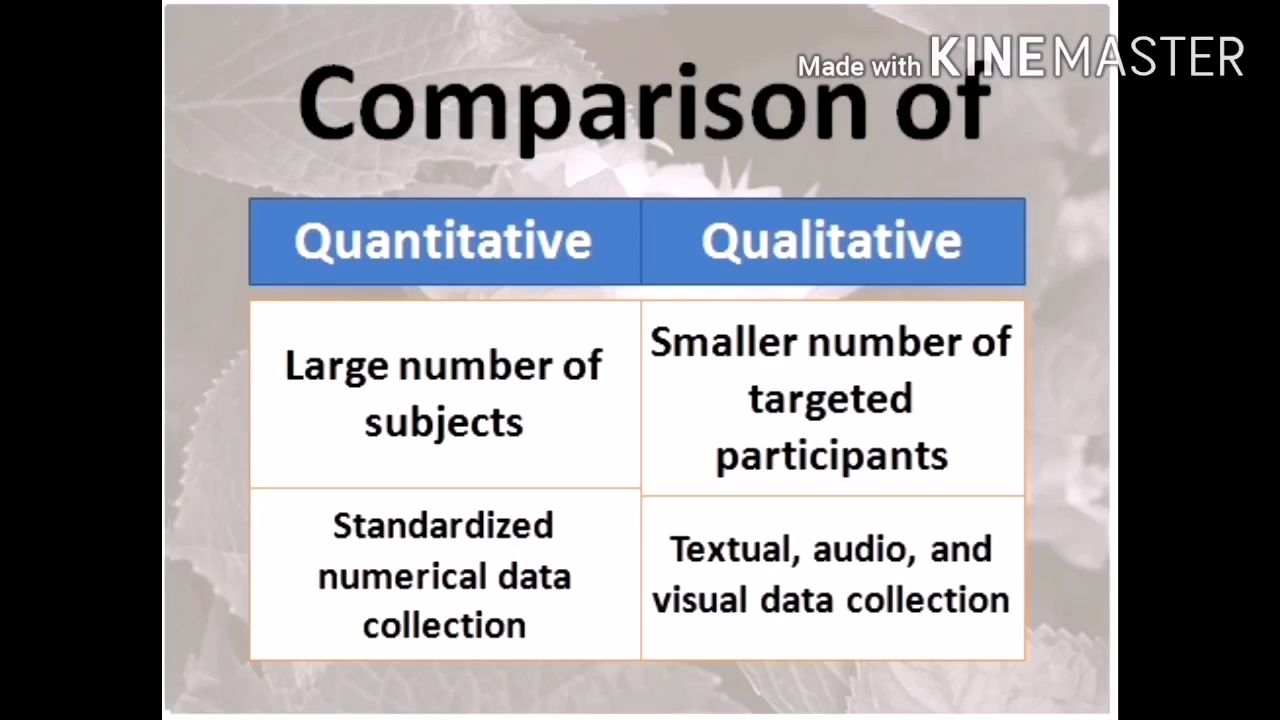 Made with KINEMASTER
Comparison of
Quantitative
Qualitative
Large number of
subjects
Smaller number of
targeted
participants
Standardized
numerical data
collection
Textual, audio, and
visual data collection